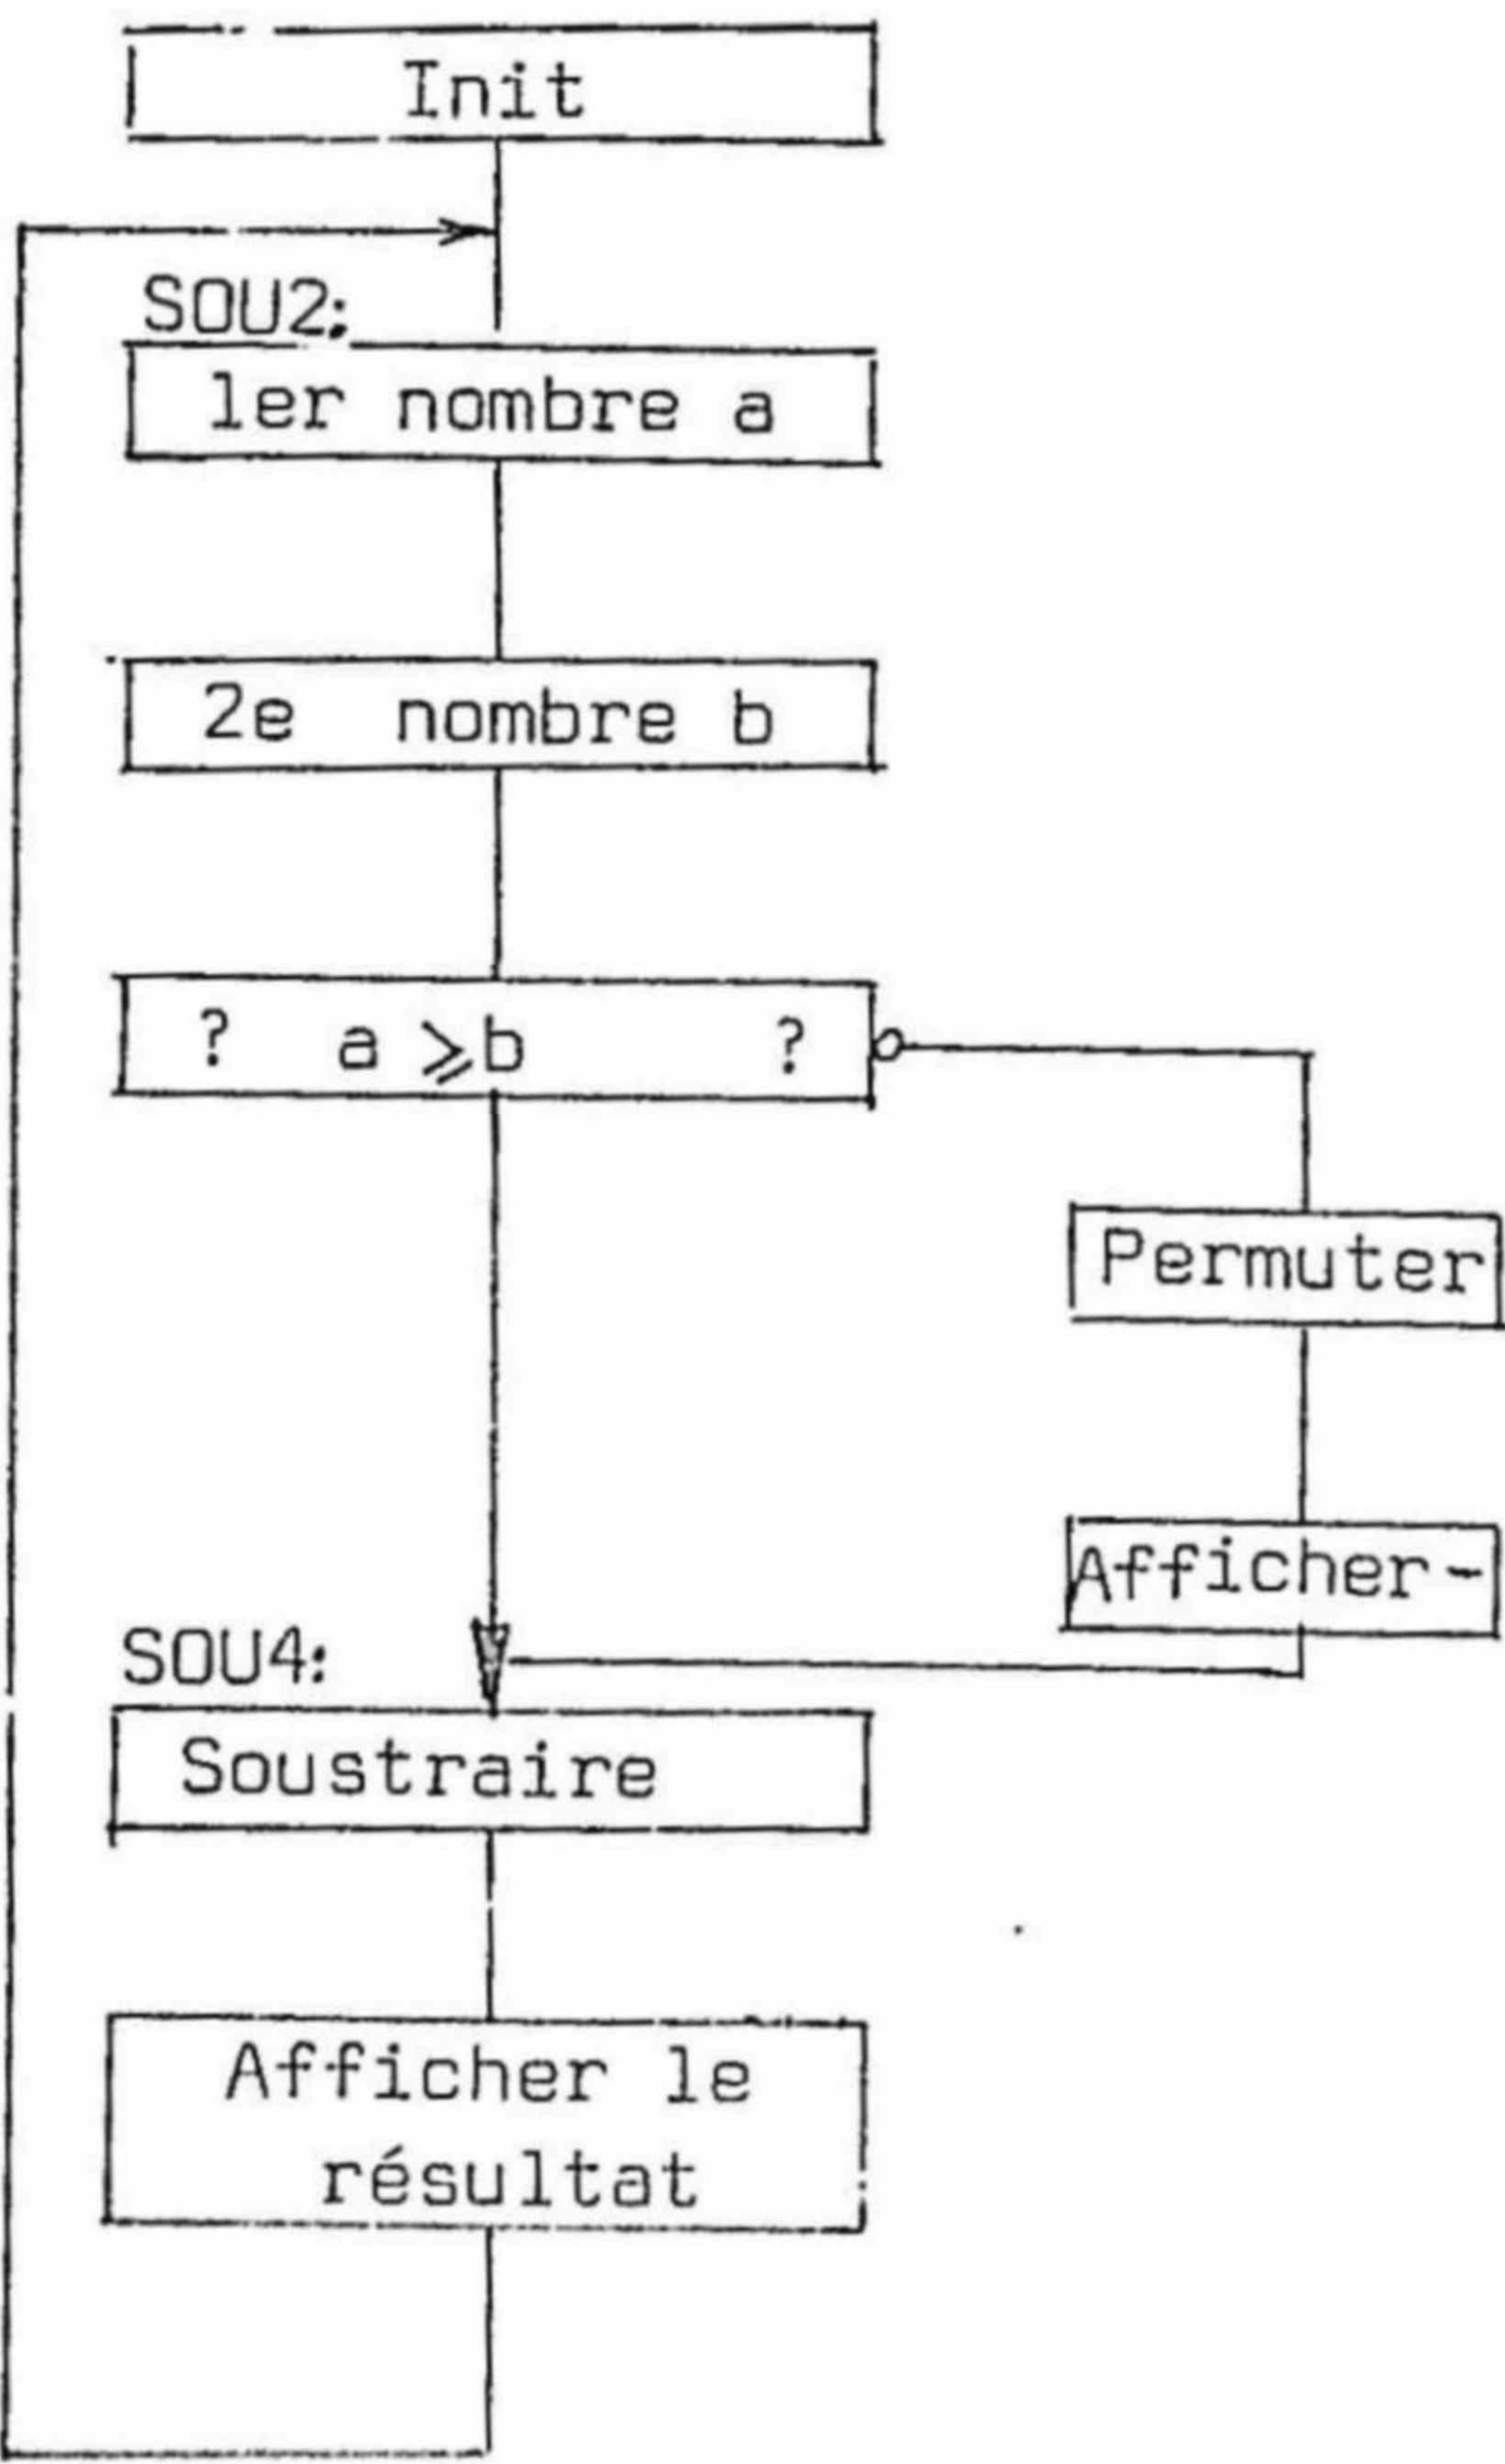 Init
SOU2:
1er nombre a
2e nombre b
? a ⩾b ?
Permuter
Afficher-
SOU4:
Soustraire
Afficher le
résultat